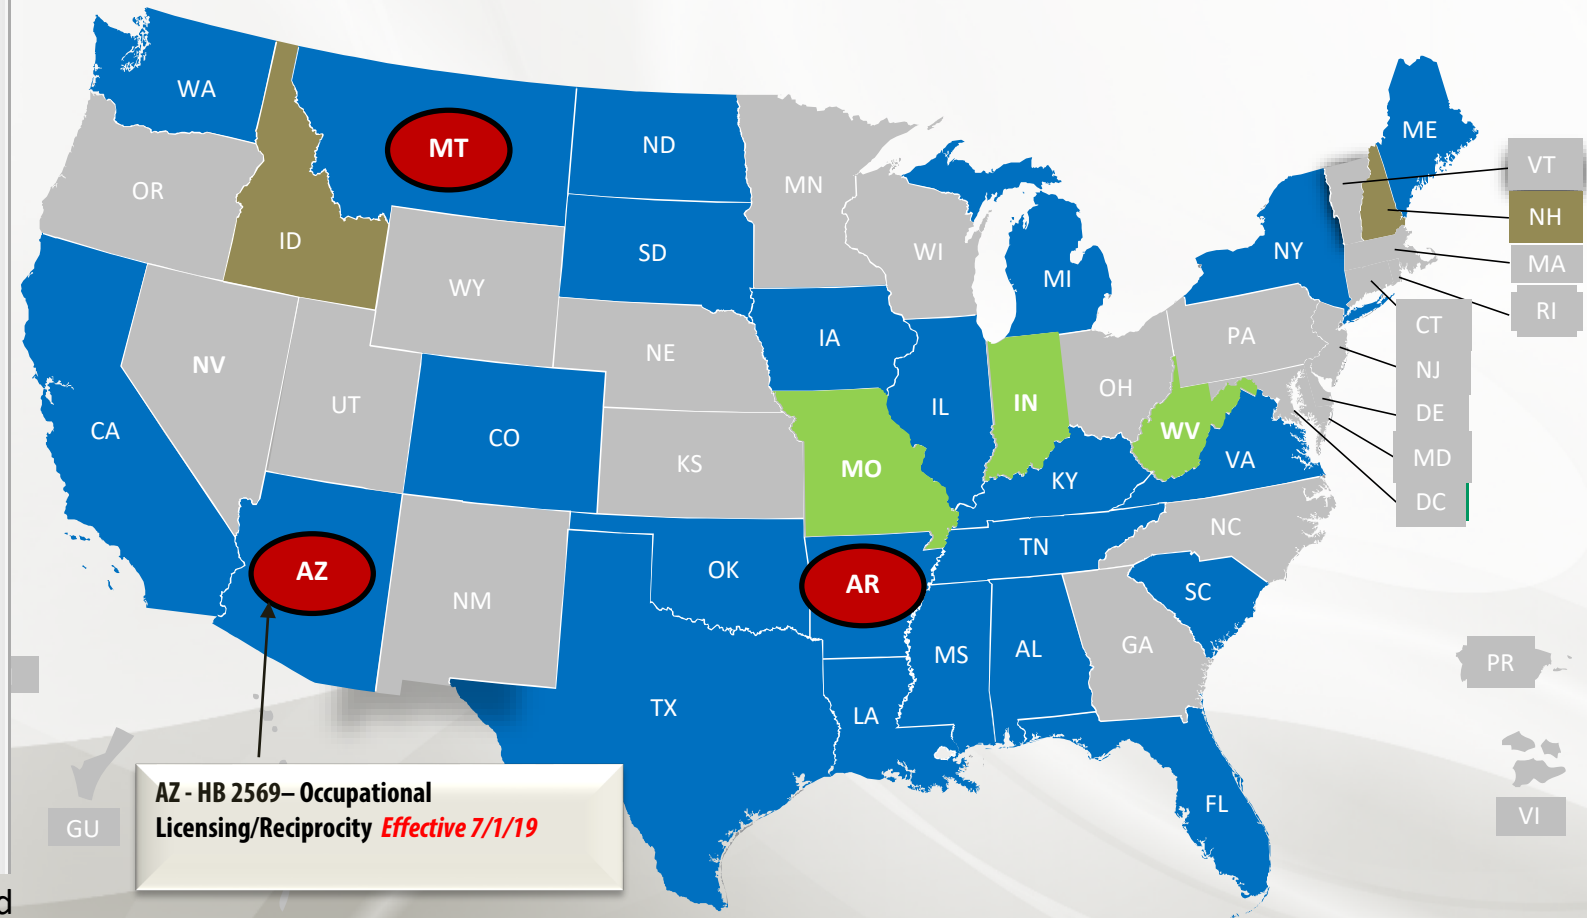 WA
MT
ND
MN
ME
VT
OR
ID
SD
WI
MI
NY
NH
MA
WY
RI
IA
NE
PA
CT
NV
UT
IL
IN
OH
NJ
CA
CO
KS
MO
WV
DE
KY
VA
MD
DC
NC
TN
AZ
OK
AR
NM
SC
MS
AL
GA
PR
TX
LA
FL
GU
VI
AZ - HB 2569– Occupational
Licensing/Reciprocity Effective 7/1/19
d